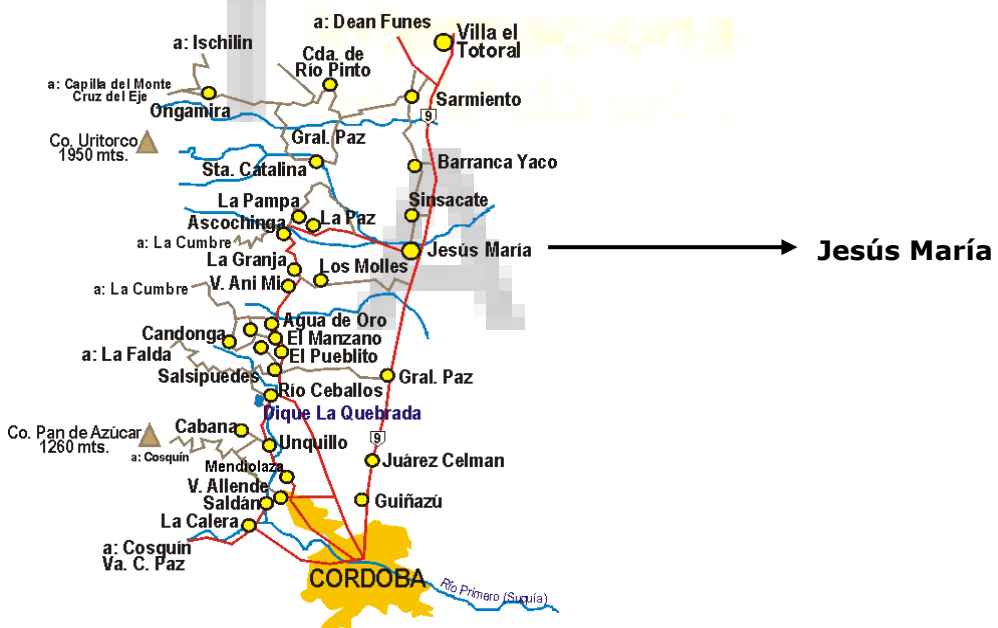 a: Dean Funes
Villa el
Totoral
a: Ischilin
Cda. de
Río Pinto
a: Capilla del Monte
Cruz del Eje
Ongamira
Sarmiento
9
Gral. Paz
Co. Uritorco
1950 mts.
Sta. Catalina
Barranca Yaco
La Pampa
Sinsacate
La Paz
Ascochinga
a: La Cumbre
Jesús María
Jesús María
La Granja
Los Molles
V. Ani Mi
a: La Cumbre
Agua de Oro
Candonga
El Manzano
a: La Falda
El Pueblito
Salsipuedes
Gral. Paz
Rio Ceballos
Dique La Quebrada
Cabana
Co. Pan de Azúcar
1260 mts.
9
Unquillo
a: Cosquín
Mendiolaza
Juárez Celman
V. Allende
Saldán
Guiñazú
La Calera
a: Cosquín
Va. C. Paz
CORDOBA
Río Primero (Suquía)